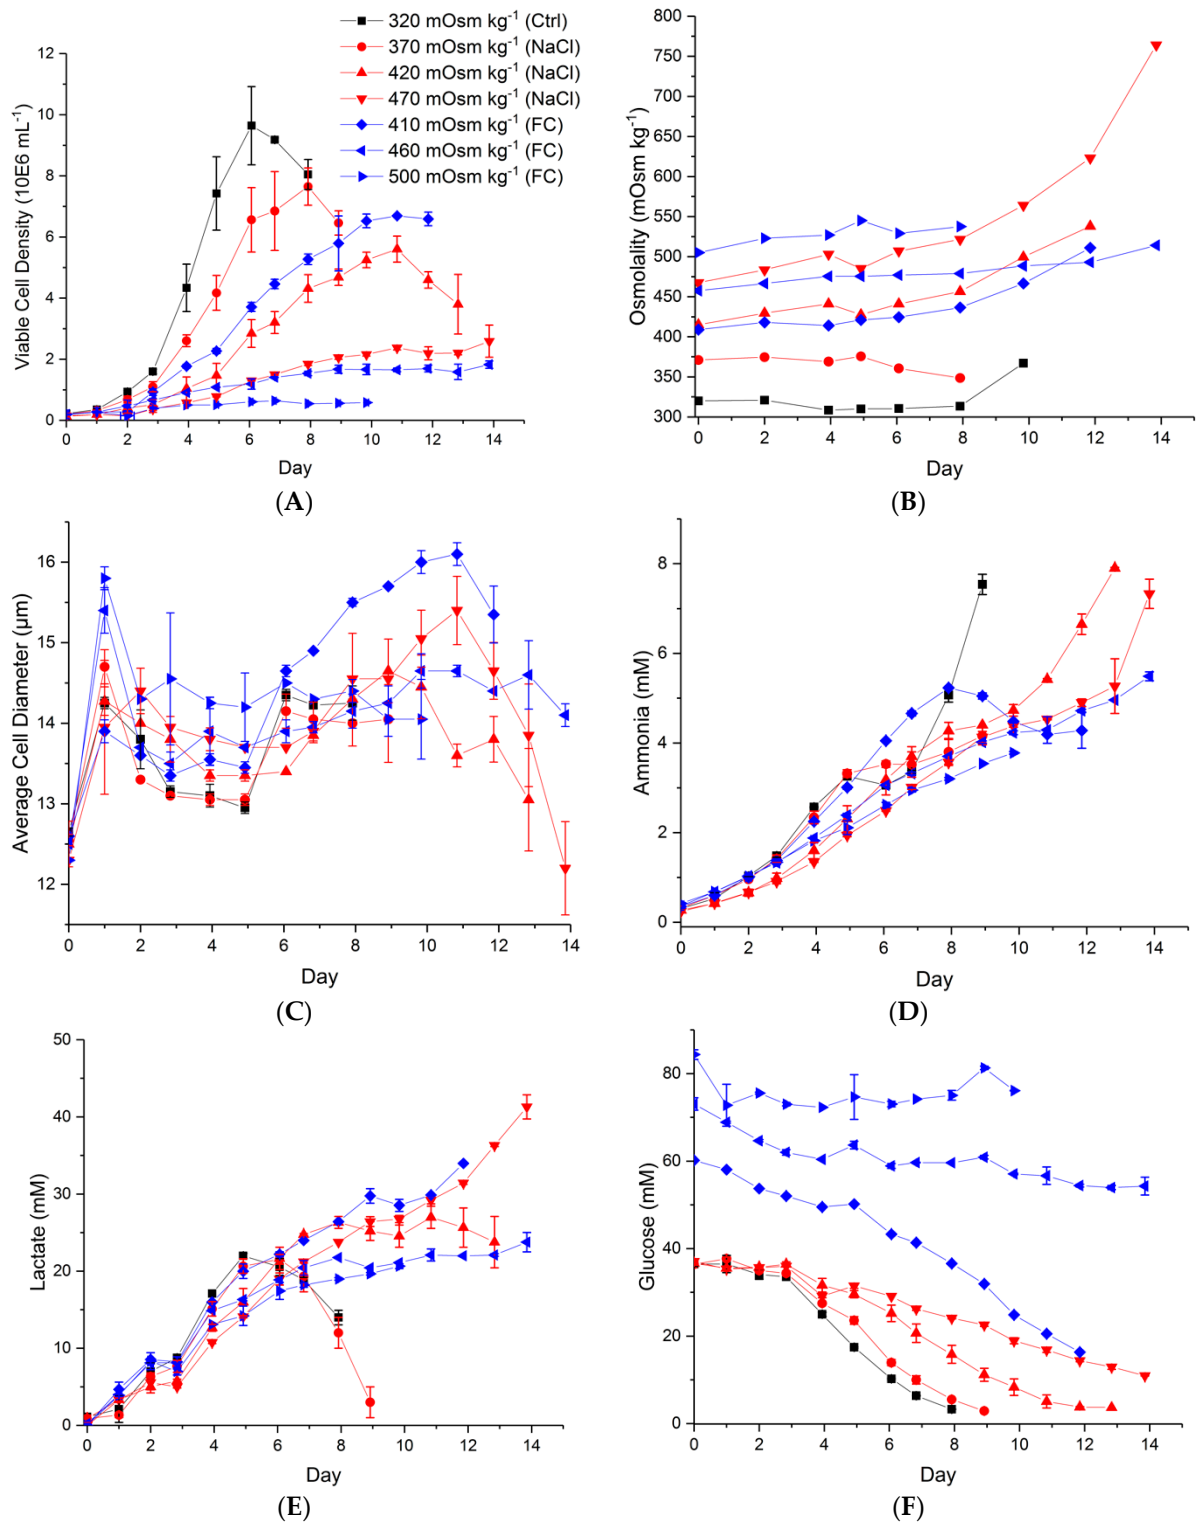 320 mOsm kg⁻¹ (Ctrl)
370 mOsm kg⁻¹ (NaCl)
420 mOsm kg⁻¹ (NaCl)
470 mOsm kg⁻¹ (NaCl)
410 mOsm kg⁻¹ (FC)
460 mOsm kg⁻¹ (FC)
500 mOsm kg⁻¹ (FC)
Viable Cell Density (10E6 mL⁻¹)
12
10
8
6
4
2
0
0 2 4 6 8 10 12 14
Day
(A)
Osmolality (mOsm kg⁻¹)
800
750
700
650
600
550
500
450
400
350
300
0 2 4 6 8 10 12 14
Day
(B)
Average Cell Diameter (µm)
16
15
14
13
12
0 2 4 6 8 10 12 14
Day
(C)
Ammonia (mM)
8
6
4
2
0
0 2 4 6 8 10 12 14
Day
(D)
Lactate (mM)
50
40
30
20
10
0
0 2 4 6 8 10 12 14
Day
(E)
Glucose (mM)
80
60
40
20
0
0 2 4 6 8 10 12 14
Day
(F)